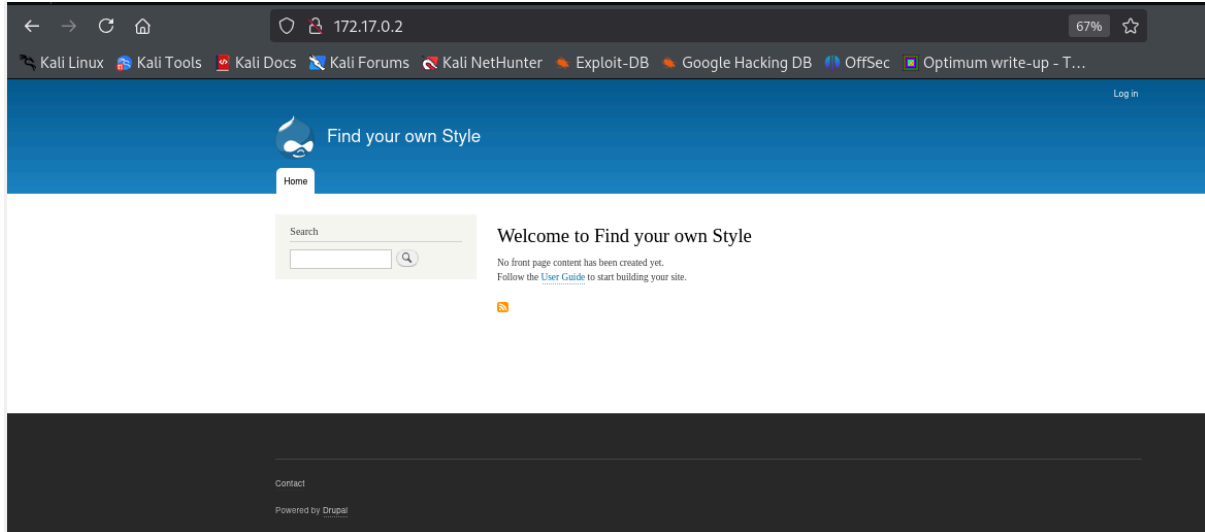 172.17.0.2
67%
Kali Linux Kali Tools Kali Docs Kali Forums Kali NetHunter Exploit-DB Google Hacking DB OffSec Optimum write-up - T...
Log in
Find your own Style
Home
Search
Welcome to Find your own Style
No front page content has been created yet.
Follow the User Guide to start building your site.
Contact
Powered by Drupal